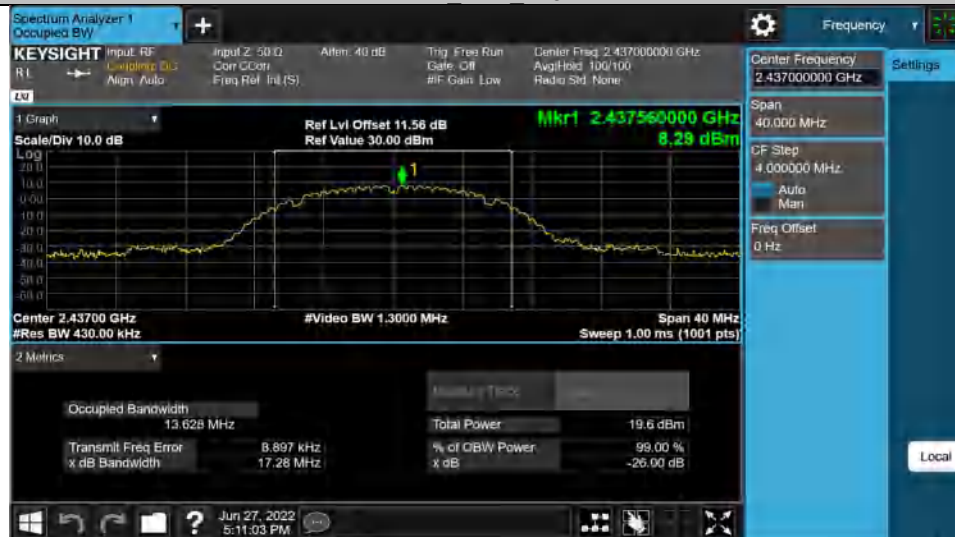 Spectrum Analyzer 1
Occupied BW
+
Frequency
KEYSIGHT
Input: RF
Coupling: DC
Align: Auto
Input Z: 50 Ω
Corr CCorr
Freq Ref: Int (S)
Atten: 40 dB
Trig: Free Run
Gate: Off
#IF Gain: Low
Center Freq: 2.437000000 GHz
Avg|Hold: 100/100
Radio Std: None
RL
LXI
Center Frequency
2.437000000 GHz
Settings
Span
40.000 MHz
CF Step
4.000000 MHz
Auto
Man
Freq Offset
0 Hz
1 Graph
Scale/Div 10.0 dB
Ref Lvl Offset 11.56 dB
Ref Value 30.00 dBm
Mkr1 2.437560000 GHz
8.29 dBm
Log
20.0
10.0
0.00
-10.0
-20.0
-30.0
-40.0
-50.0
-60.0
1
Center 2.43700 GHz
#Res BW 430.00 kHz
#Video BW 1.3000 MHz
Span 40 MHz
Sweep 1.00 ms (1001 pts)
2 Metrics
Occupied Bandwidth
13.628 MHz
Total Power
19.6 dBm
Transmit Freq Error
8.897 kHz
% of OBW Power
99.00 %
x dB Bandwidth
17.28 MHz
x dB
-26.00 dB
Local
?
Jun 27, 2022
5:11:03 PM